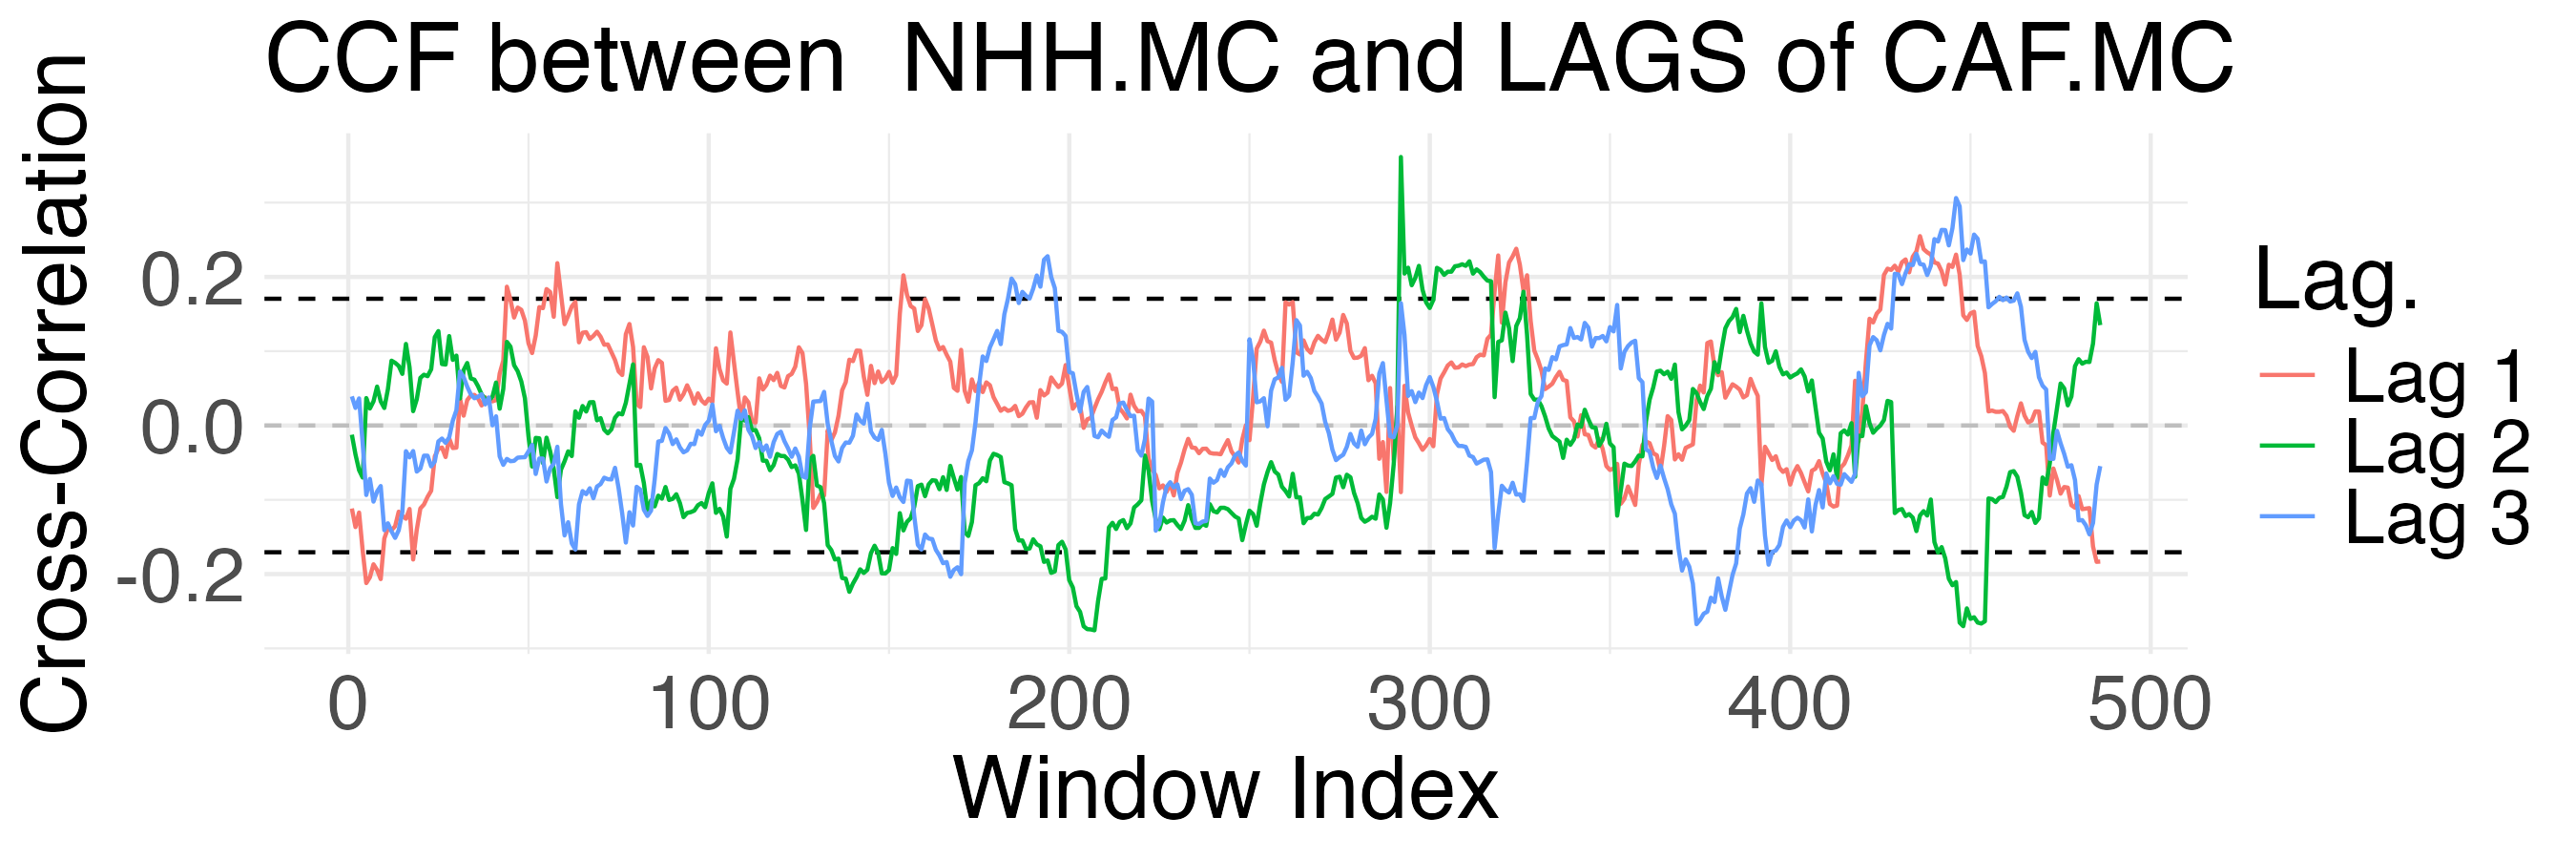 CCF between  NHH.MC and LAGS of CAF.MC
Cross-Correlation
0.2
0.0
-0.2
0 100 200 300 400 500
Window Index
Lag.
Lag 1
Lag 2
Lag 3